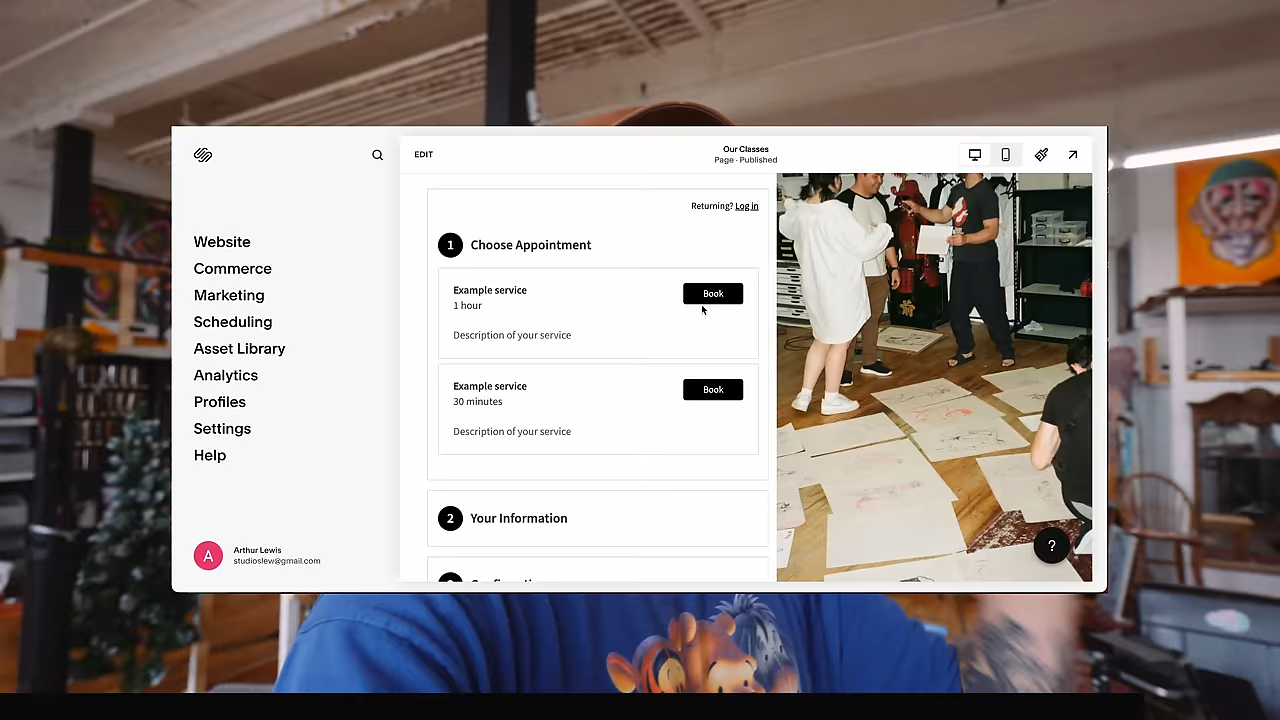 EDIT
Our Classes
Page · Published
Website
Commerce
Marketing
Scheduling
Asset Library
Analytics
Profiles
Settings
Help
Arthur Lewis
studioslew@gmail.com
Returning? Log in
1 Choose Appointment
Example service
1 hour
Book
Description of your service
Example service
30 minutes
Book
Description of your service
2 Your Information
?
A